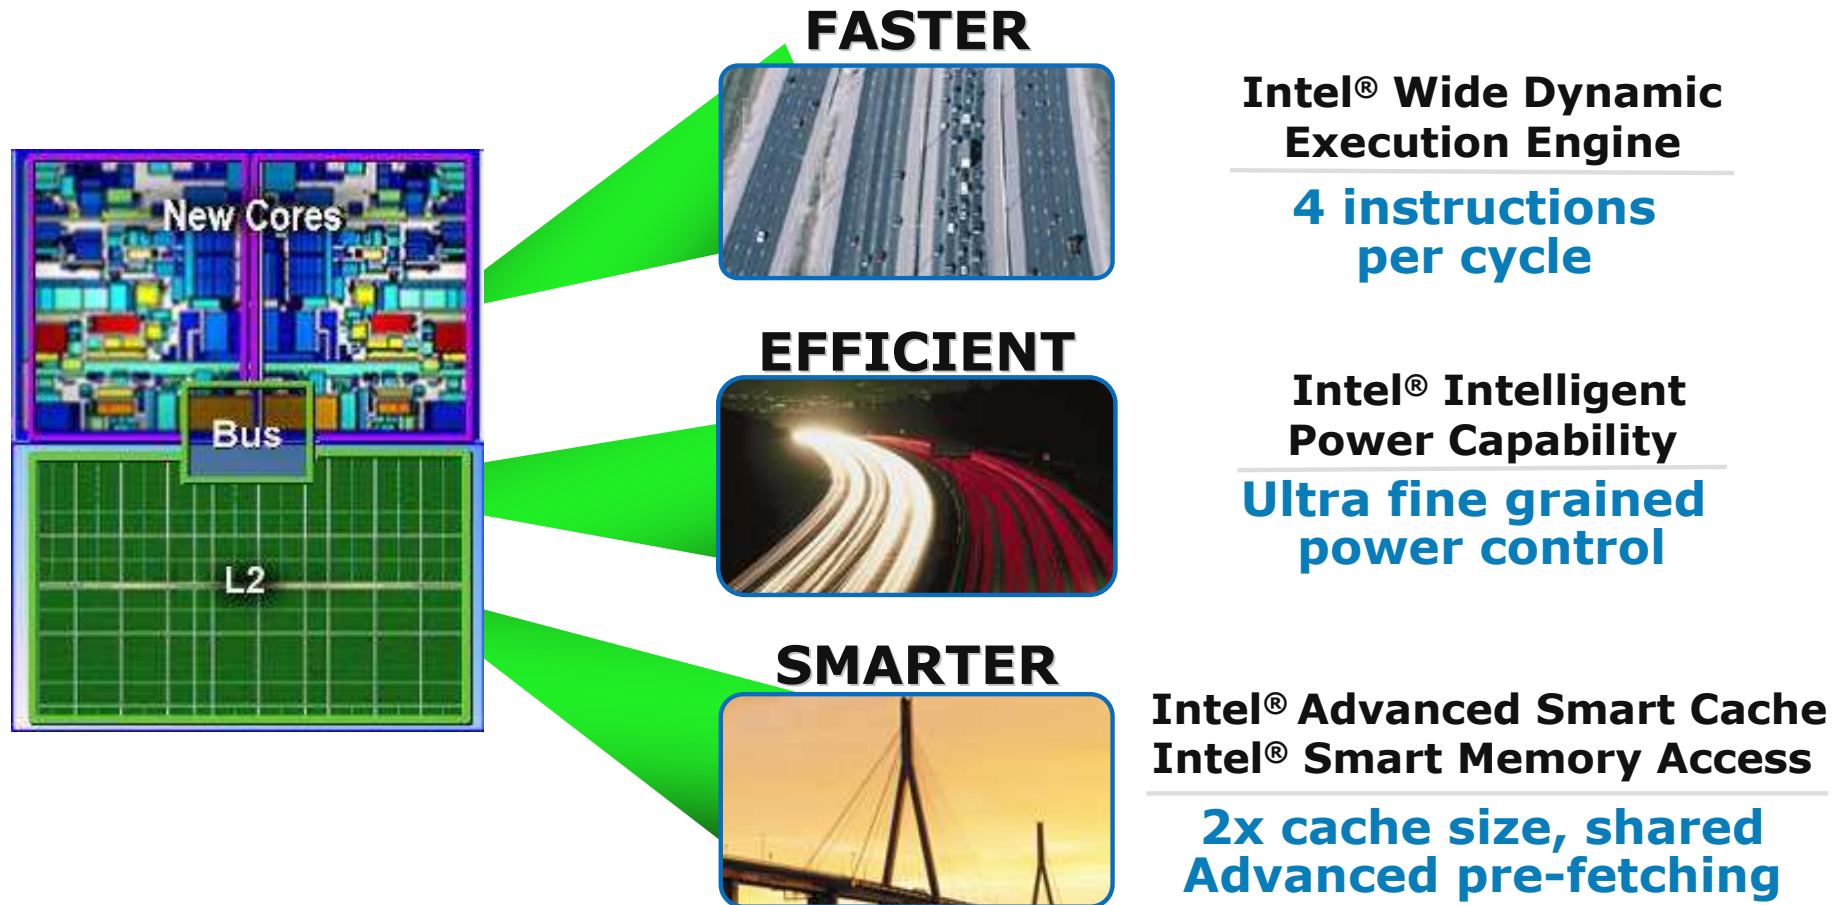 FASTER
Intel® Wide Dynamic
Execution Engine
4 instructions
per cycle
New Cores
Bus
L2
EFFICIENT
Intel® Intelligent
Power Capability
Ultra fine grained
power control
SMARTER
Intel® Advanced Smart Cache
Intel® Smart Memory Access
2x cache size, shared
Advanced pre-fetching